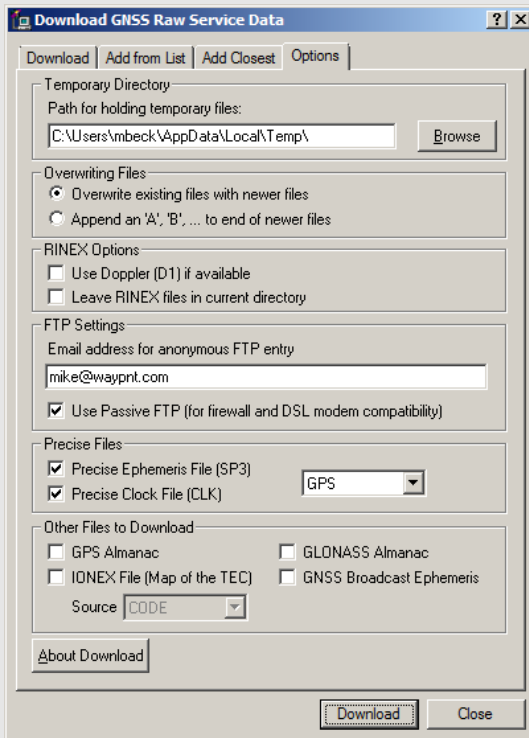 Download GNSS Raw Service Data
Download Add from List Add Closest Options
Temporary Directory
Path for holding temporary files:
C:\Users\mbeck\AppData\Local\Temp\ Browse
Overwriting Files
Overwrite existing files with newer files
Append an 'A', 'B', ... to end of newer files
RINEX Options
Use Doppler (D1) if available
Leave RINEX files in current directory
FTP Settings
Email address for anonymous FTP entry
mike@waypnt.com
Use Passive FTP (for firewall and DSL modem compatibility)
Precise Files
Precise Ephemeris File (SP3)
GPS
Precise Clock File (CLK)
Other Files to Download
GPS Almanac GLONASS Almanac
IONEX File (Map of the TEC) GNSS Broadcast Ephemeris
Source CODE
About Download
Download Close